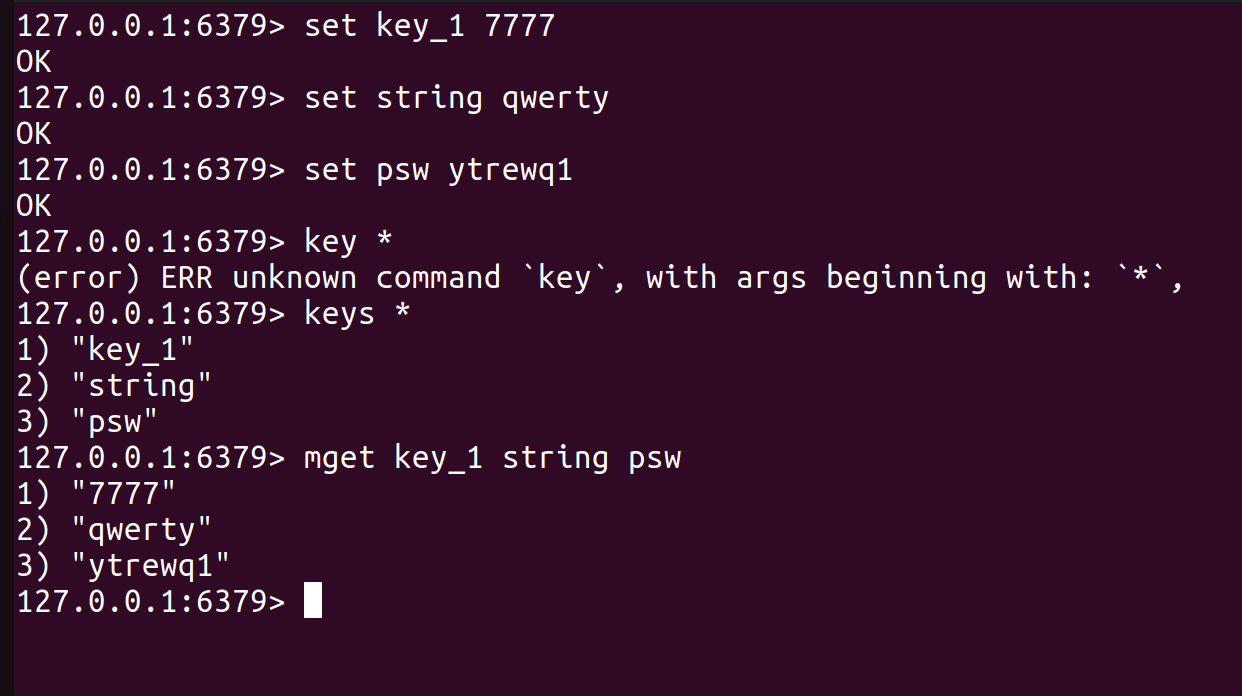 127.0.0.1:6379> set key_1 7777
OK
127.0.0.1:6379> set string qwerty
OK
127.0.0.1:6379> set psw ytrewq1
OK
127.0.0.1:6379> key *
(error) ERR unknown command `key`, with args beginning with: `*`,
127.0.0.1:6379> keys *
1) "key_1"
2) "string"
3) "psw"
127.0.0.1:6379> mget key_1 string psw
1) "7777"
2) "qwerty"
3) "ytrewq1"
127.0.0.1:6379>